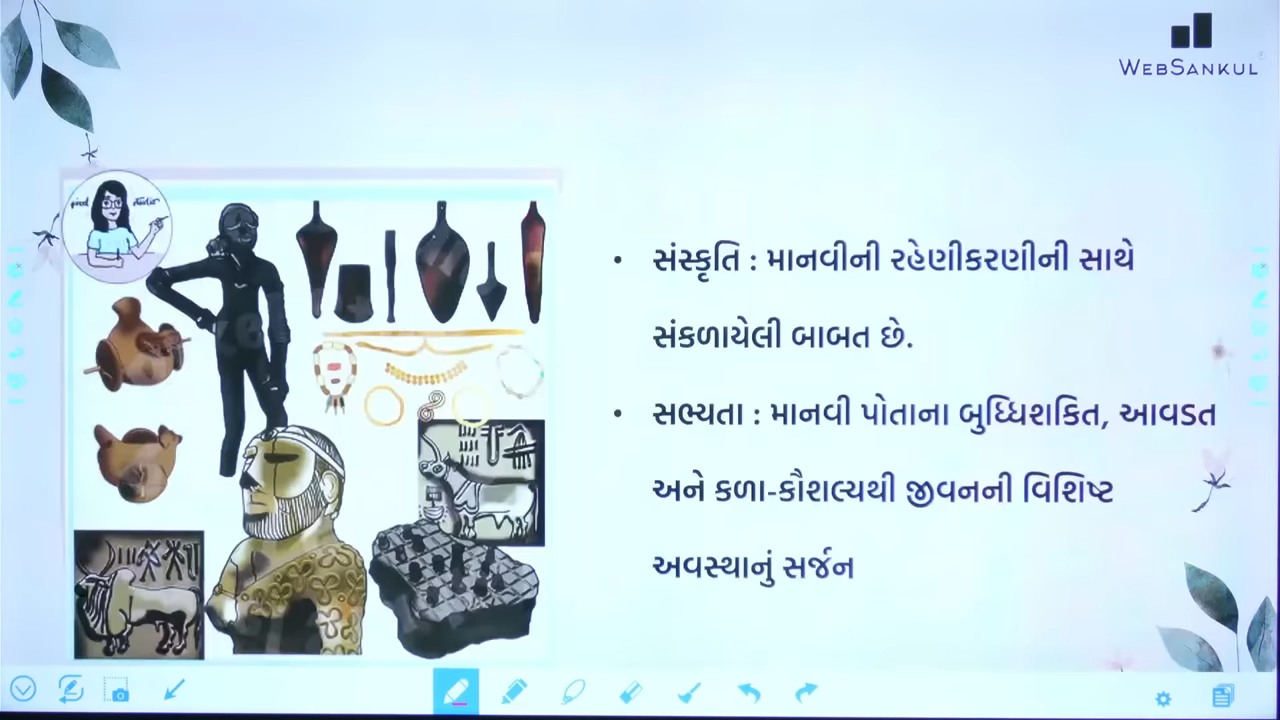 WEBSANKUL
સંસ્કૃતિ : માનવીની રહેણીકરણીની સાથે
સંકળાયેલી બાબત છે.
સભ્યતા : માનવી પોતાના બુધ્ધિશકિત, આવડત
અને કળા-કૌશલ્યથી જીવનની વિશિષ્ટ
અવસ્થાનું સર્જન